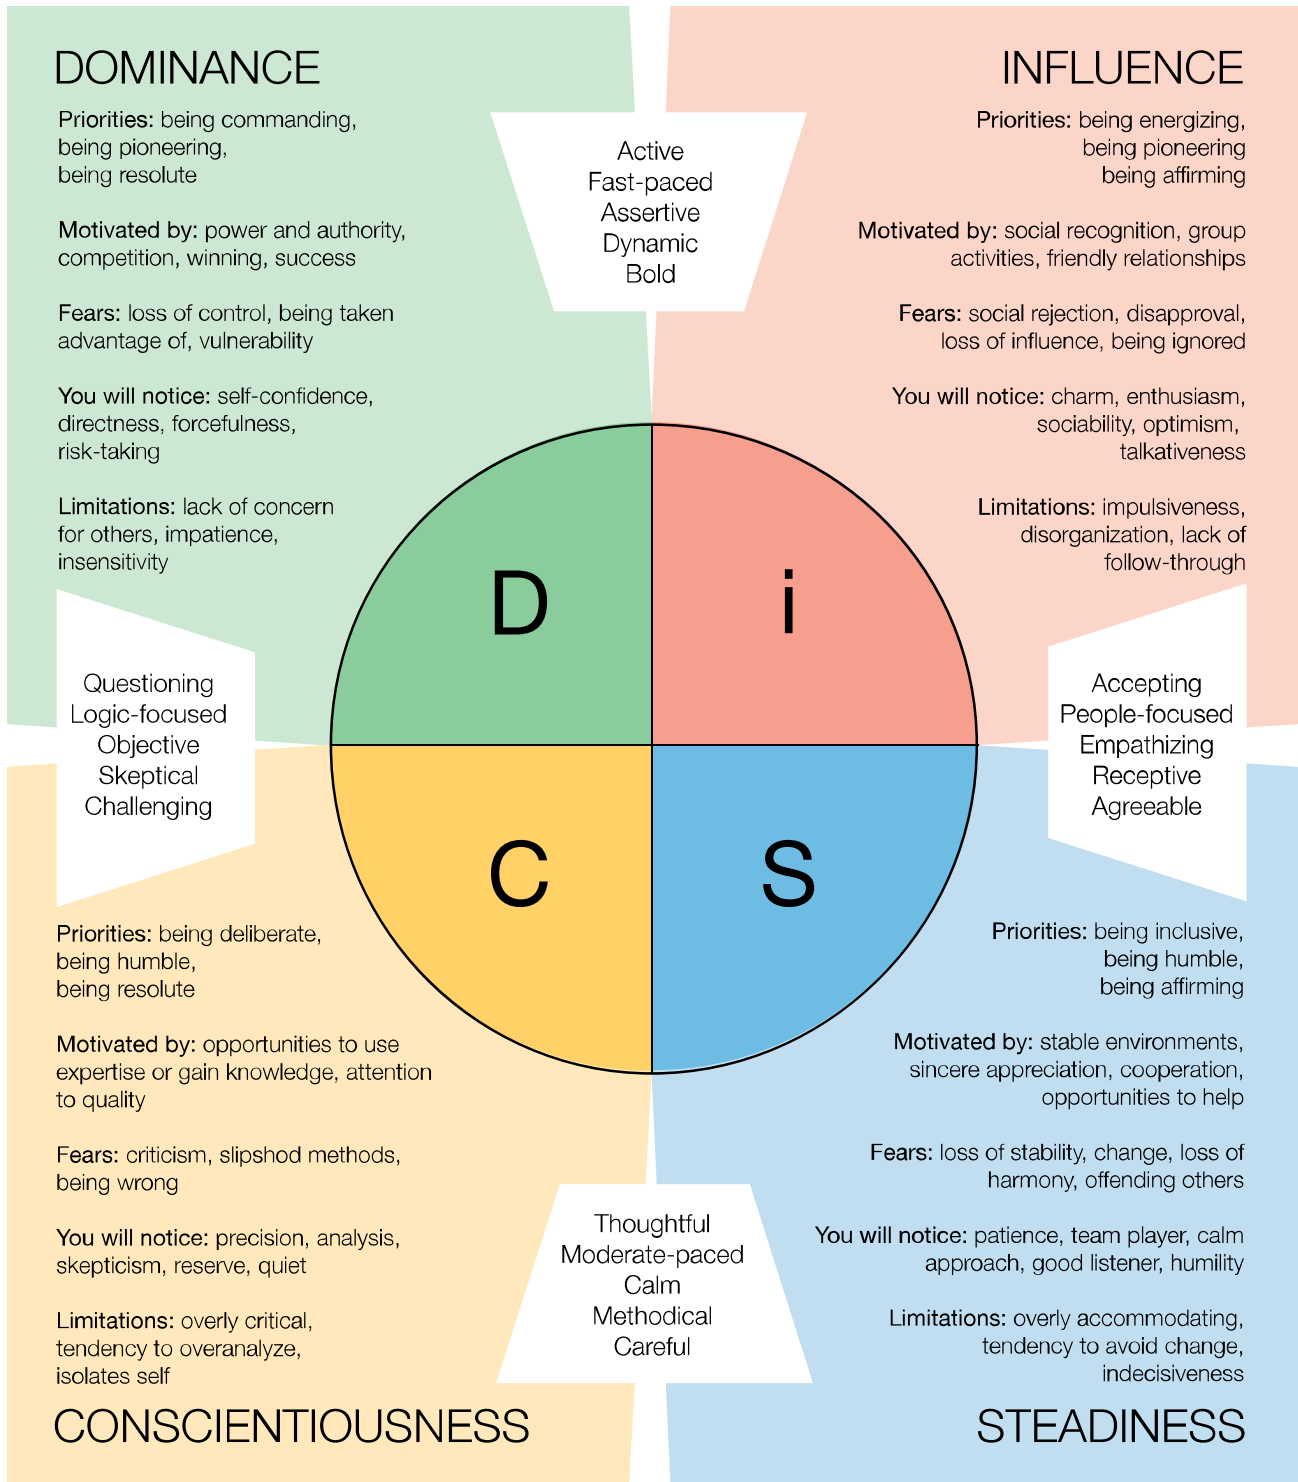 DOMINANCE
Priorities: being commanding,
being pioneering,
being resolute
Motivated by: power and authority,
competition, winning, success
Fears: loss of control, being taken
advantage of, vulnerability
You will notice: self-confidence,
directness, forcefulness,
risk-taking
Limitations: lack of concern
for others, impatience,
insensitivity
Active
Fast-paced
Assertive
Dynamic
Bold
INFLUENCE
Priorities: being energizing,
being pioneering
being affirming
Motivated by: social recognition, group
activities, friendly relationships
Fears: social rejection, disapproval,
loss of influence, being ignored
You will notice: charm, enthusiasm,
sociability, optimism,
talkativeness
Limitations: impulsiveness,
disorganization, lack of
follow-through
D
i
Questioning
Logic-focused
Objective
Skeptical
Challenging
Accepting
People-focused
Empathizing
Receptive
Agreeable
C
S
Priorities: being deliberate,
being humble,
being resolute
Motivated by: opportunities to use
expertise or gain knowledge, attention
to quality
Fears: criticism, slipshod methods,
being wrong
You will notice: precision, analysis,
skepticism, reserve, quiet
Limitations: overly critical,
tendency to overanalyze,
isolates self
CONSCIENTIOUSNESS
Thoughtful
Moderate-paced
Calm
Methodical
Careful
Priorities: being inclusive,
being humble,
being affirming
Motivated by: stable environments,
sincere appreciation, cooperation,
opportunities to help
Fears: loss of stability, change, loss of
harmony, offending others
You will notice: patience, team player, calm
approach, good listener, humility
Limitations: overly accommodating,
tendency to avoid change,
indecisiveness
STEADINESS